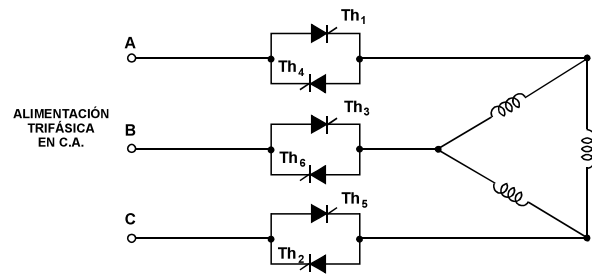 A
Th1
Th4
ALIMENTACIÓN
TRIFÁSICA
EN C.A.
B
Th3
Th6
C
Th5
Th2